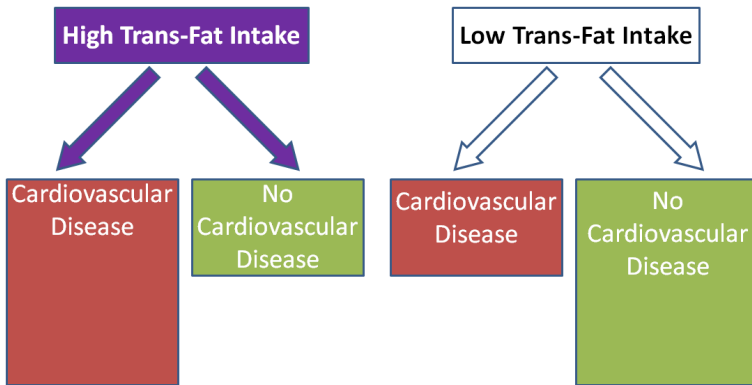 High Trans-Fat Intake
Low Trans-Fat Intake
Cardiovascular
Disease
No
Cardiovascular
Disease
Cardiovascular
Disease
No
Cardiovascular
Disease